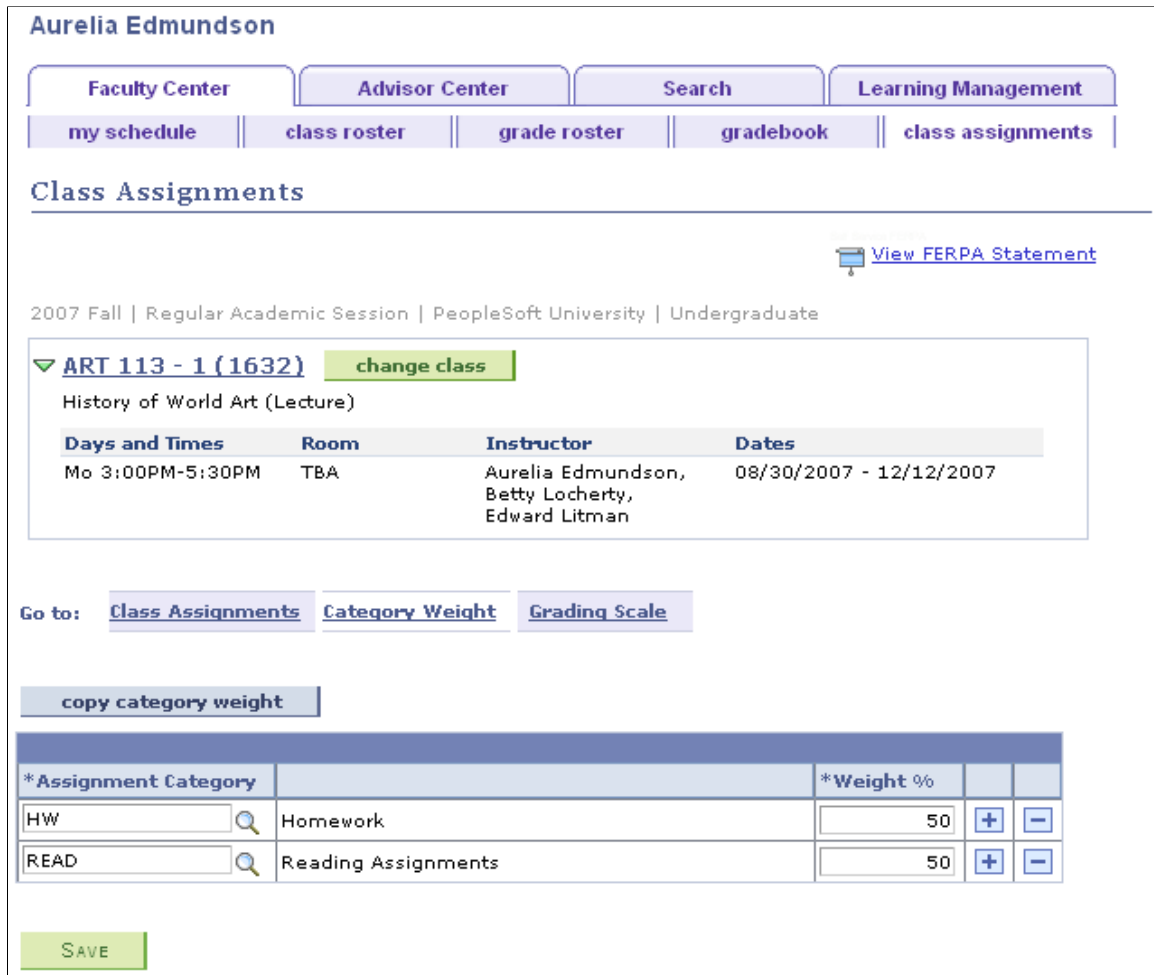 Aurelia Edmundson
Faculty Center Advisor Center Search Learning Management
my schedule class roster grade roster gradebook class assignments
Class Assignments
View FERPA Statement
2007 Fall | Regular Academic Session | PeopleSoft University | Undergraduate
ART 113 - 1 (1632) change class
History of World Art (Lecture)
Days and Times Room Instructor Dates
Mo 3:00PM-5:30PM TBA Aurelia Edmundson, 08/30/2007 - 12/12/2007
Betty Locherty,
Edward Litman
Go to: Class Assignments Category Weight Grading Scale
copy category weight
*Assignment Category *Weight %
HW Homework 50 + −
READ Reading Assignments 50 + −
SAVE